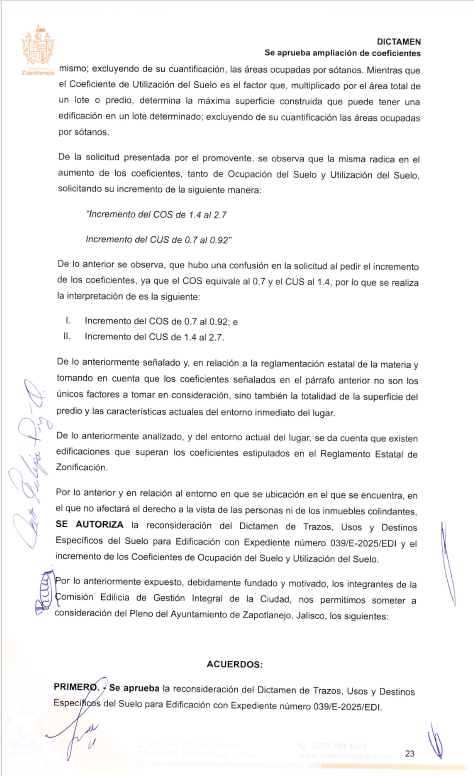 Zapotlanejo
DICTAMEN
Se aprueba ampliación de coeficientes
mismo; excluyendo de su cuantificación, las áreas ocupadas por sótanos. Mientras que
el Coeficiente de Utilización del Suelo es el factor que, multiplicado por el área total de
un lote o predio, determina la máxima superficie construida que puede tener una
edificación en un lote determinado; excluyendo de su cuantificación las áreas ocupadas
por sótanos.
De la solicitud presentada por el promovente, se observa que la misma radica en el
aumento de los coeficientes, tanto de Ocupación del Suelo y Utilización del Suelo,
solicitando su incremento de la siguiente manera:
"Incremento del COS de 1.4 al 2.7
Incremento del CUS de 0.7 al 0.92"
De lo anterior se observa, que hubo una confusión en la solicitud al pedir el incremento
de los coeficientes, ya que el COS equivale al 0.7 y el CUS al 1.4, por lo que se realiza
la interpretación de es la siguiente:
I. Incremento del COS de 0.7 al 0.92; e
II. Incremento del CUS de 1.4 al 2.7.
De lo anteriormente señalado y, en relación a la reglamentación estatal de la materia y
tomando en cuenta que los coeficientes señalados en el párrafo anterior no son los
únicos factores a tomar en consideración, sino también la totalidad de la superficie del
predio y las características actuales del entorno inmediato del lugar.
De lo anteriormente analizado, y del entorno actual del lugar, se da cuenta que existen
edificaciones que superan los coeficientes estipulados en el Reglamento Estatal de
Zonificación.
Por lo anterior y en relación al entorno en que se ubicación en el que se encuentra, en
el que no afectará el derecho a la vista de las personas ni de los inmuebles colindantes,
SE AUTORIZA la reconsideración del Dictamen de Trazos, Usos y Destinos
Específicos del Suelo para Edificación con Expediente número 039/E-2025/EDI y el
incremento de los Coeficientes de Ocupación del Suelo y Utilización del Suelo.
Por lo anteriormente expuesto, debidamente fundado y motivado, los integrantes de la
Comisión Edilicia de Gestión Integral de la Ciudad, nos permitimos someter a
consideración del Pleno del Ayuntamiento de Zapotlanejo, Jalisco, los siguientes:
ACUERDOS:
PRIMERO. - Se aprueba la reconsideración del Dictamen de Trazos, Usos y Destinos
Específicos del Suelo para Edificación con Expediente número 039/E-2025/EDI.
23